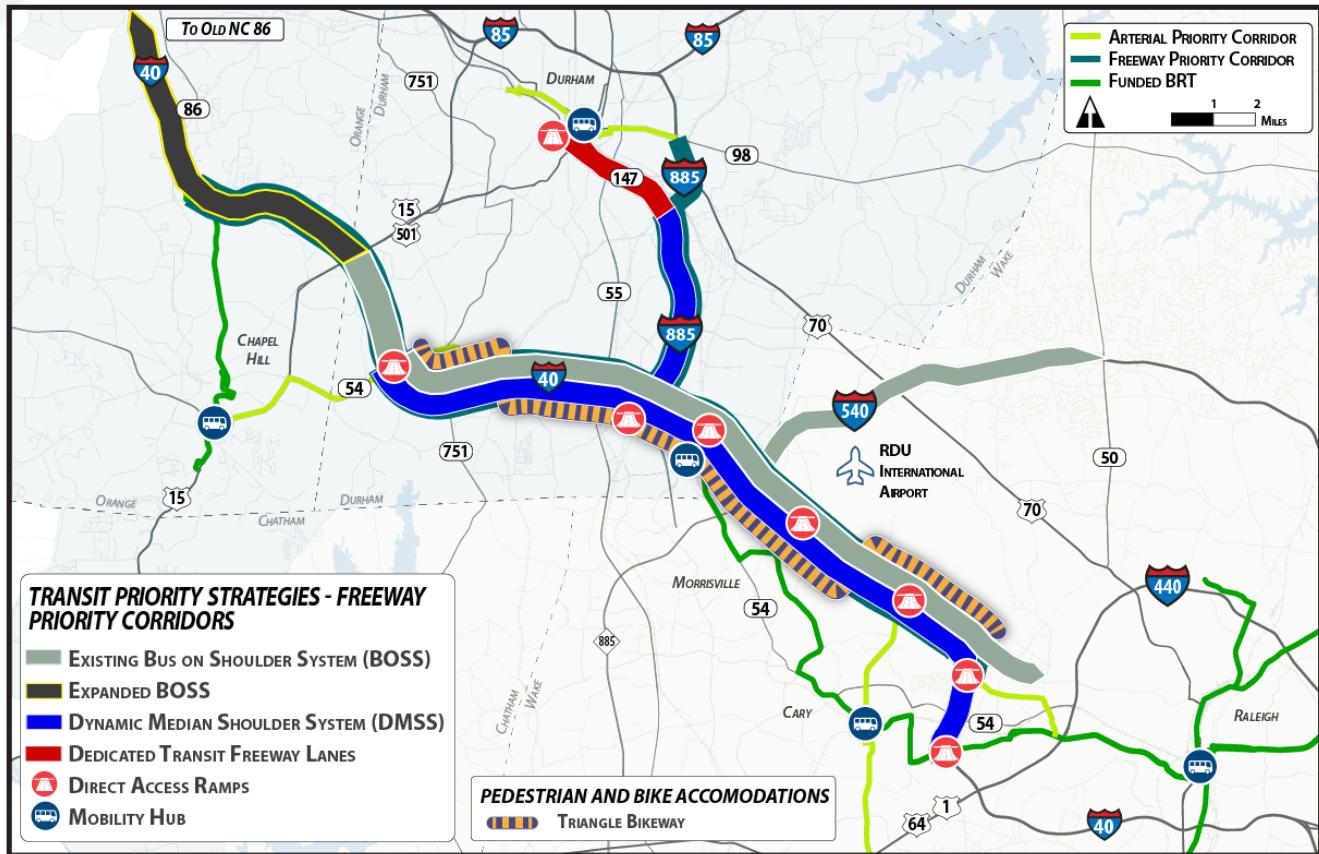 To Old NC 86
40
86
85
85
751
Durham
Orange
Durham
98
147
885
15
501
55
885
70
Durham
Wake
Chapel
Hill
54
40
540
RDU
International
Airport
50
70
751
Orange
Durham
Chatham
15
Morrisville
54
440
885
Chatham
Wake
Cary
54
Raleigh
1
64
40
Arterial Priority Corridor
Freeway Priority Corridor
Funded BRT
1 2
Miles
Transit Priority Strategies - Freeway
Priority Corridors
Existing Bus on Shoulder System (BOSS)
Expanded BOSS
Dynamic Median Shoulder System (DMSS)
Dedicated Transit Freeway Lanes
Direct Access Ramps
Mobility Hub
Pedestrian and Bike Accomodations
Triangle Bikeway